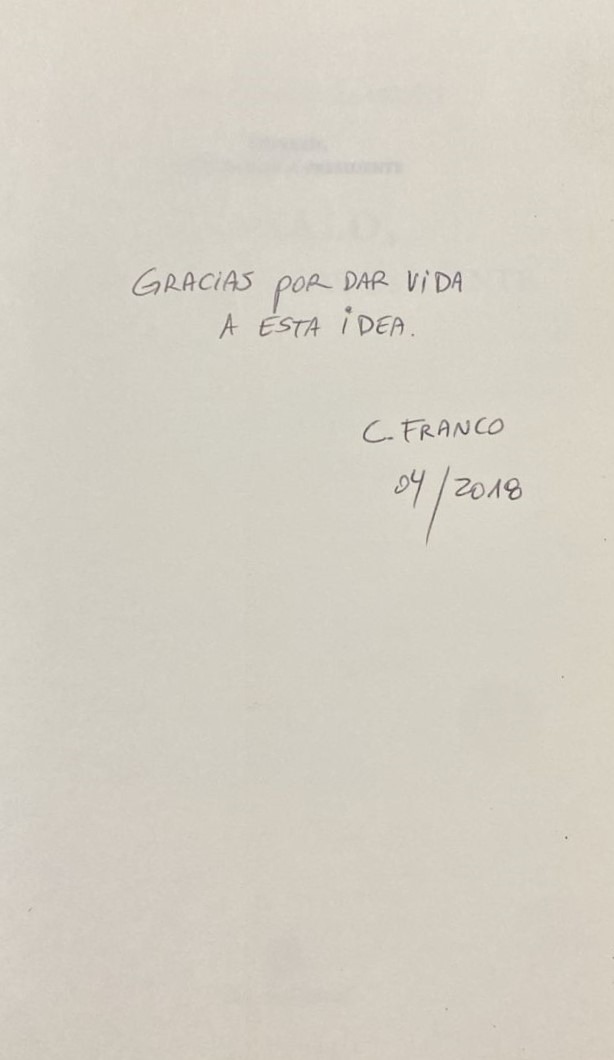 GRACIAS POR DAR VIDA
A ESTA IDEA.
C. FRANCO
04/2018